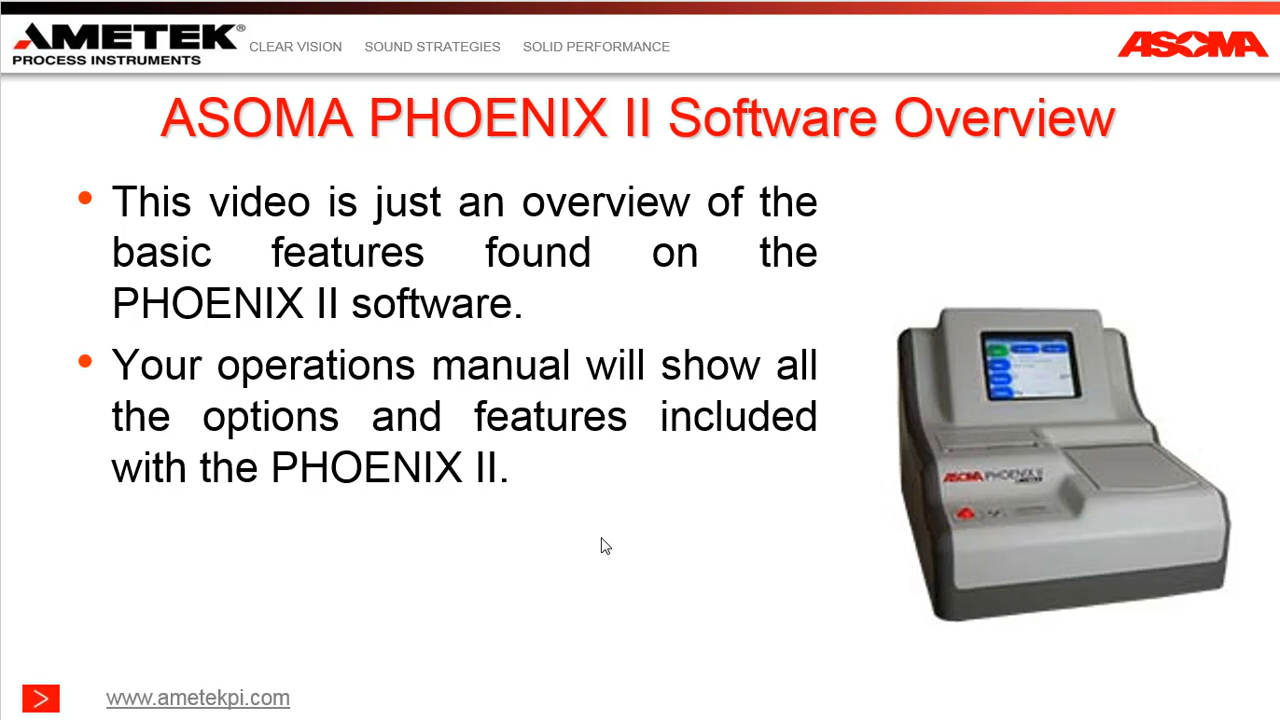 AMETEK®
PROCESS INSTRUMENTS
CLEAR VISION SOUND STRATEGIES SOLID PERFORMANCE
ASOMA
ASOMA PHOENIX II Software Overview
• This video is just an overview of the
basic features found on the
PHOENIX II software.
• Your operations manual will show all
the options and features included
with the PHOENIX II.
ASOMA PHOENIX II
>
www.ametekpi.com